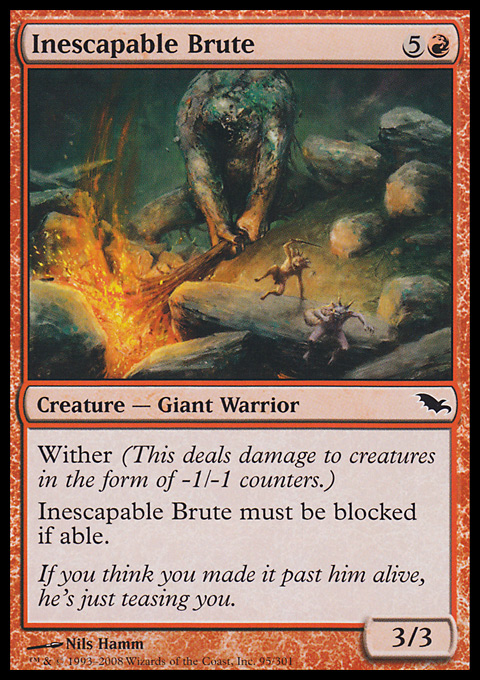 Inescapable Brute 5
Creature — Giant Warrior
Wither (This deals damage to creatures
in the form of -1/-1 counters.)
Inescapable Brute must be blocked
if able.
If you think you made it past him alive,
he's just teasing you.
Nils Hamm
3/3
™ & © 1993–2008 Wizards of the Coast, Inc. 95/301